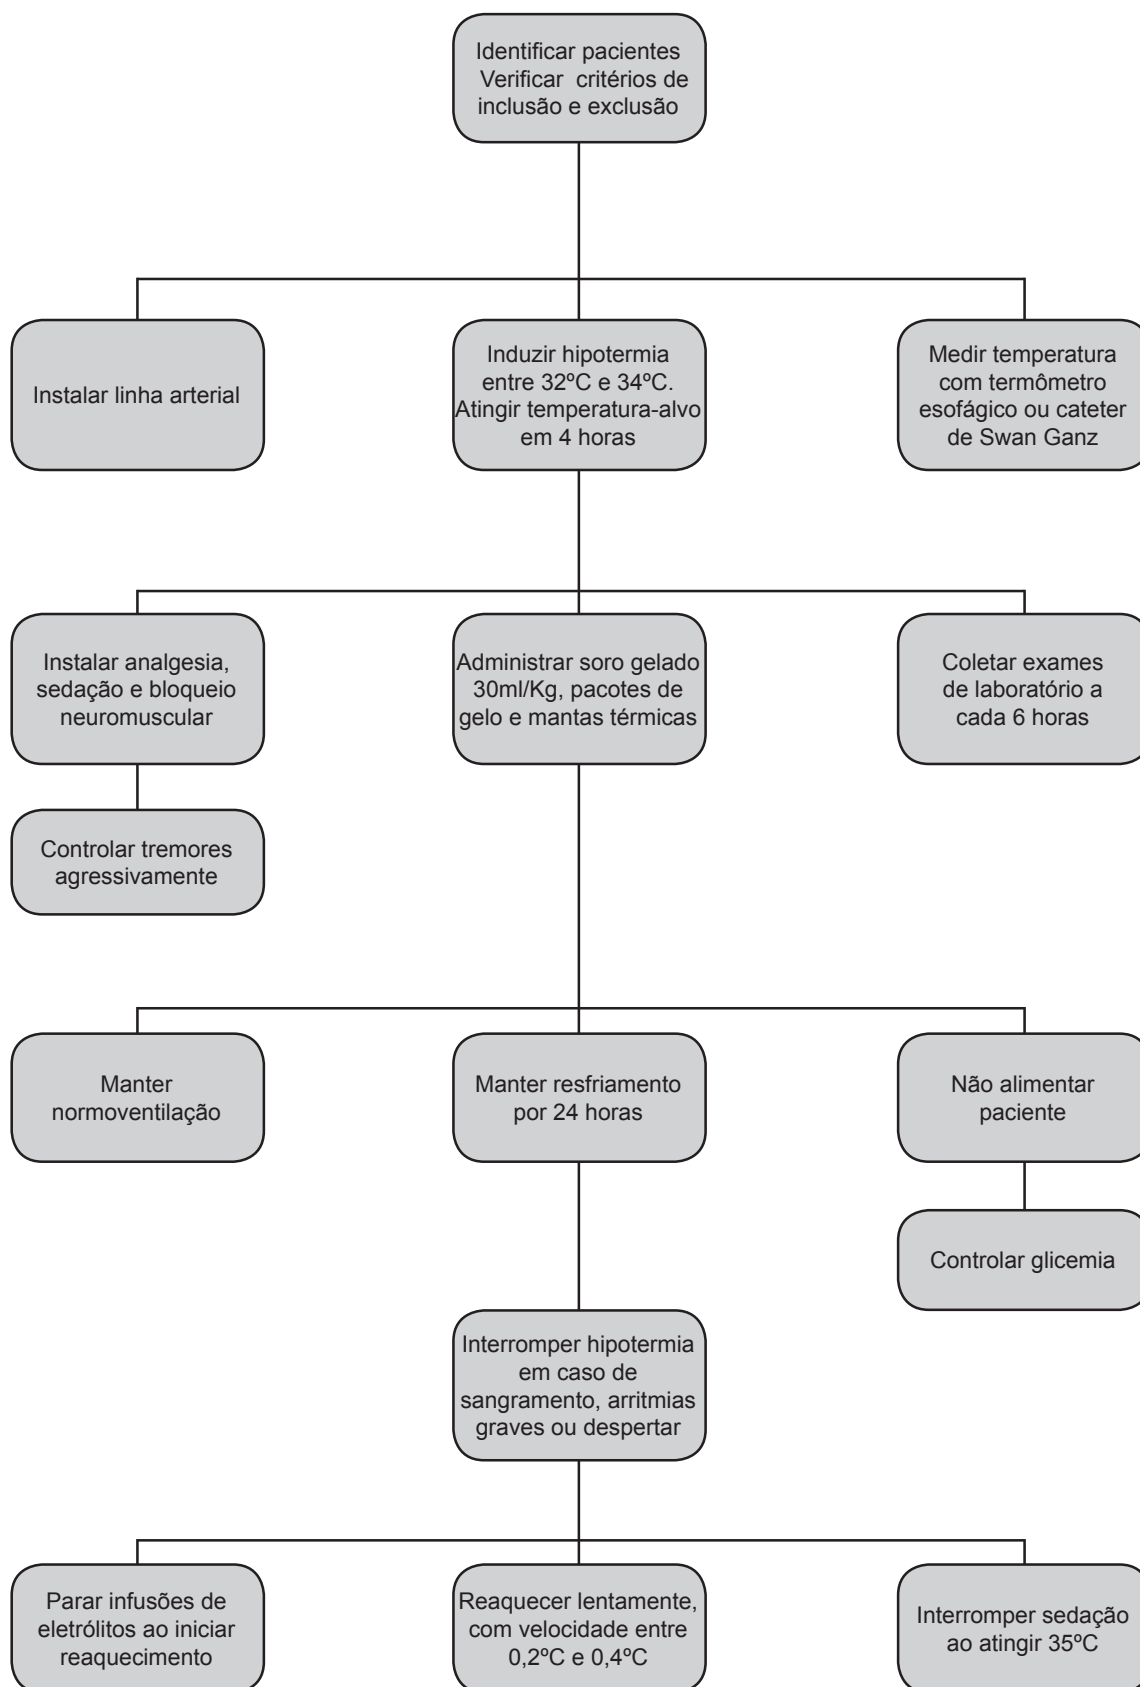 Identificar pacientes
Verificar critérios de
inclusão e exclusão
Instalar linha arterial
Induzir hipotermia
entre 32ºC e 34ºC.
Atingir temperatura-alvo
em 4 horas
Medir temperatura
com termômetro
esofágico ou cateter
de Swan Ganz
Instalar analgesia,
sedação e bloqueio
neuromuscular
Administrar soro gelado
30ml/Kg, pacotes de
gelo e mantas térmicas
Coletar exames
de laboratório a
cada 6 horas
Controlar tremores
agressivamente
Manter
normoventilação
Manter resfriamento
por 24 horas
Não alimentar
paciente
Controlar glicemia
Interromper hipotermia
em caso de
sangramento, arritmias
graves ou despertar
Parar infusões de
eletrólitos ao iniciar
reaquecimento
Reaquecer lentamente,
com velocidade entre
0,2ºC e 0,4ºC
Interromper sedação
ao atingir 35ºC